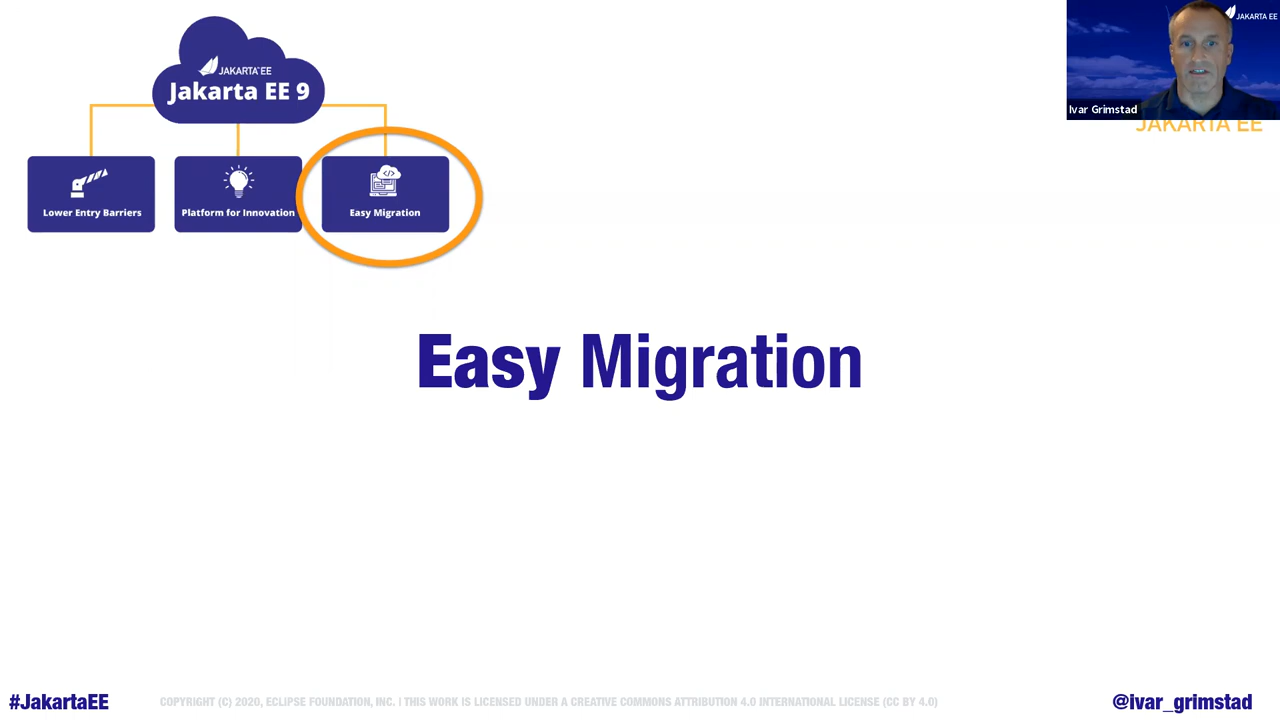 JAKARTA EE
Jakarta EE 9
Lower Entry Barriers
Platform for Innovation
Easy Migration
JAKARTA EE
Ivar Grimstad
JAKARTA EE
Easy Migration
#JakartaEE
COPYRIGHT (C) 2020, ECLIPSE FOUNDATION, INC. | THIS WORK IS LICENSED UNDER A CREATIVE COMMONS ATTRIBUTION 4.0 INTERNATIONAL LICENSE (CC BY 4.0)
@ivar_grimstad